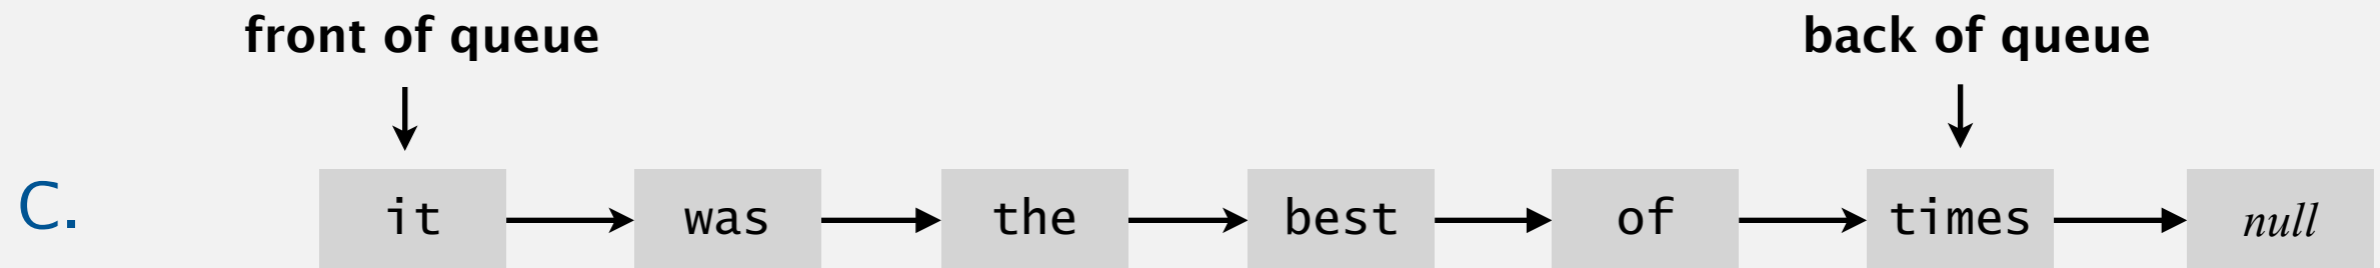 front of queue back of queue
C. it was the best of times null